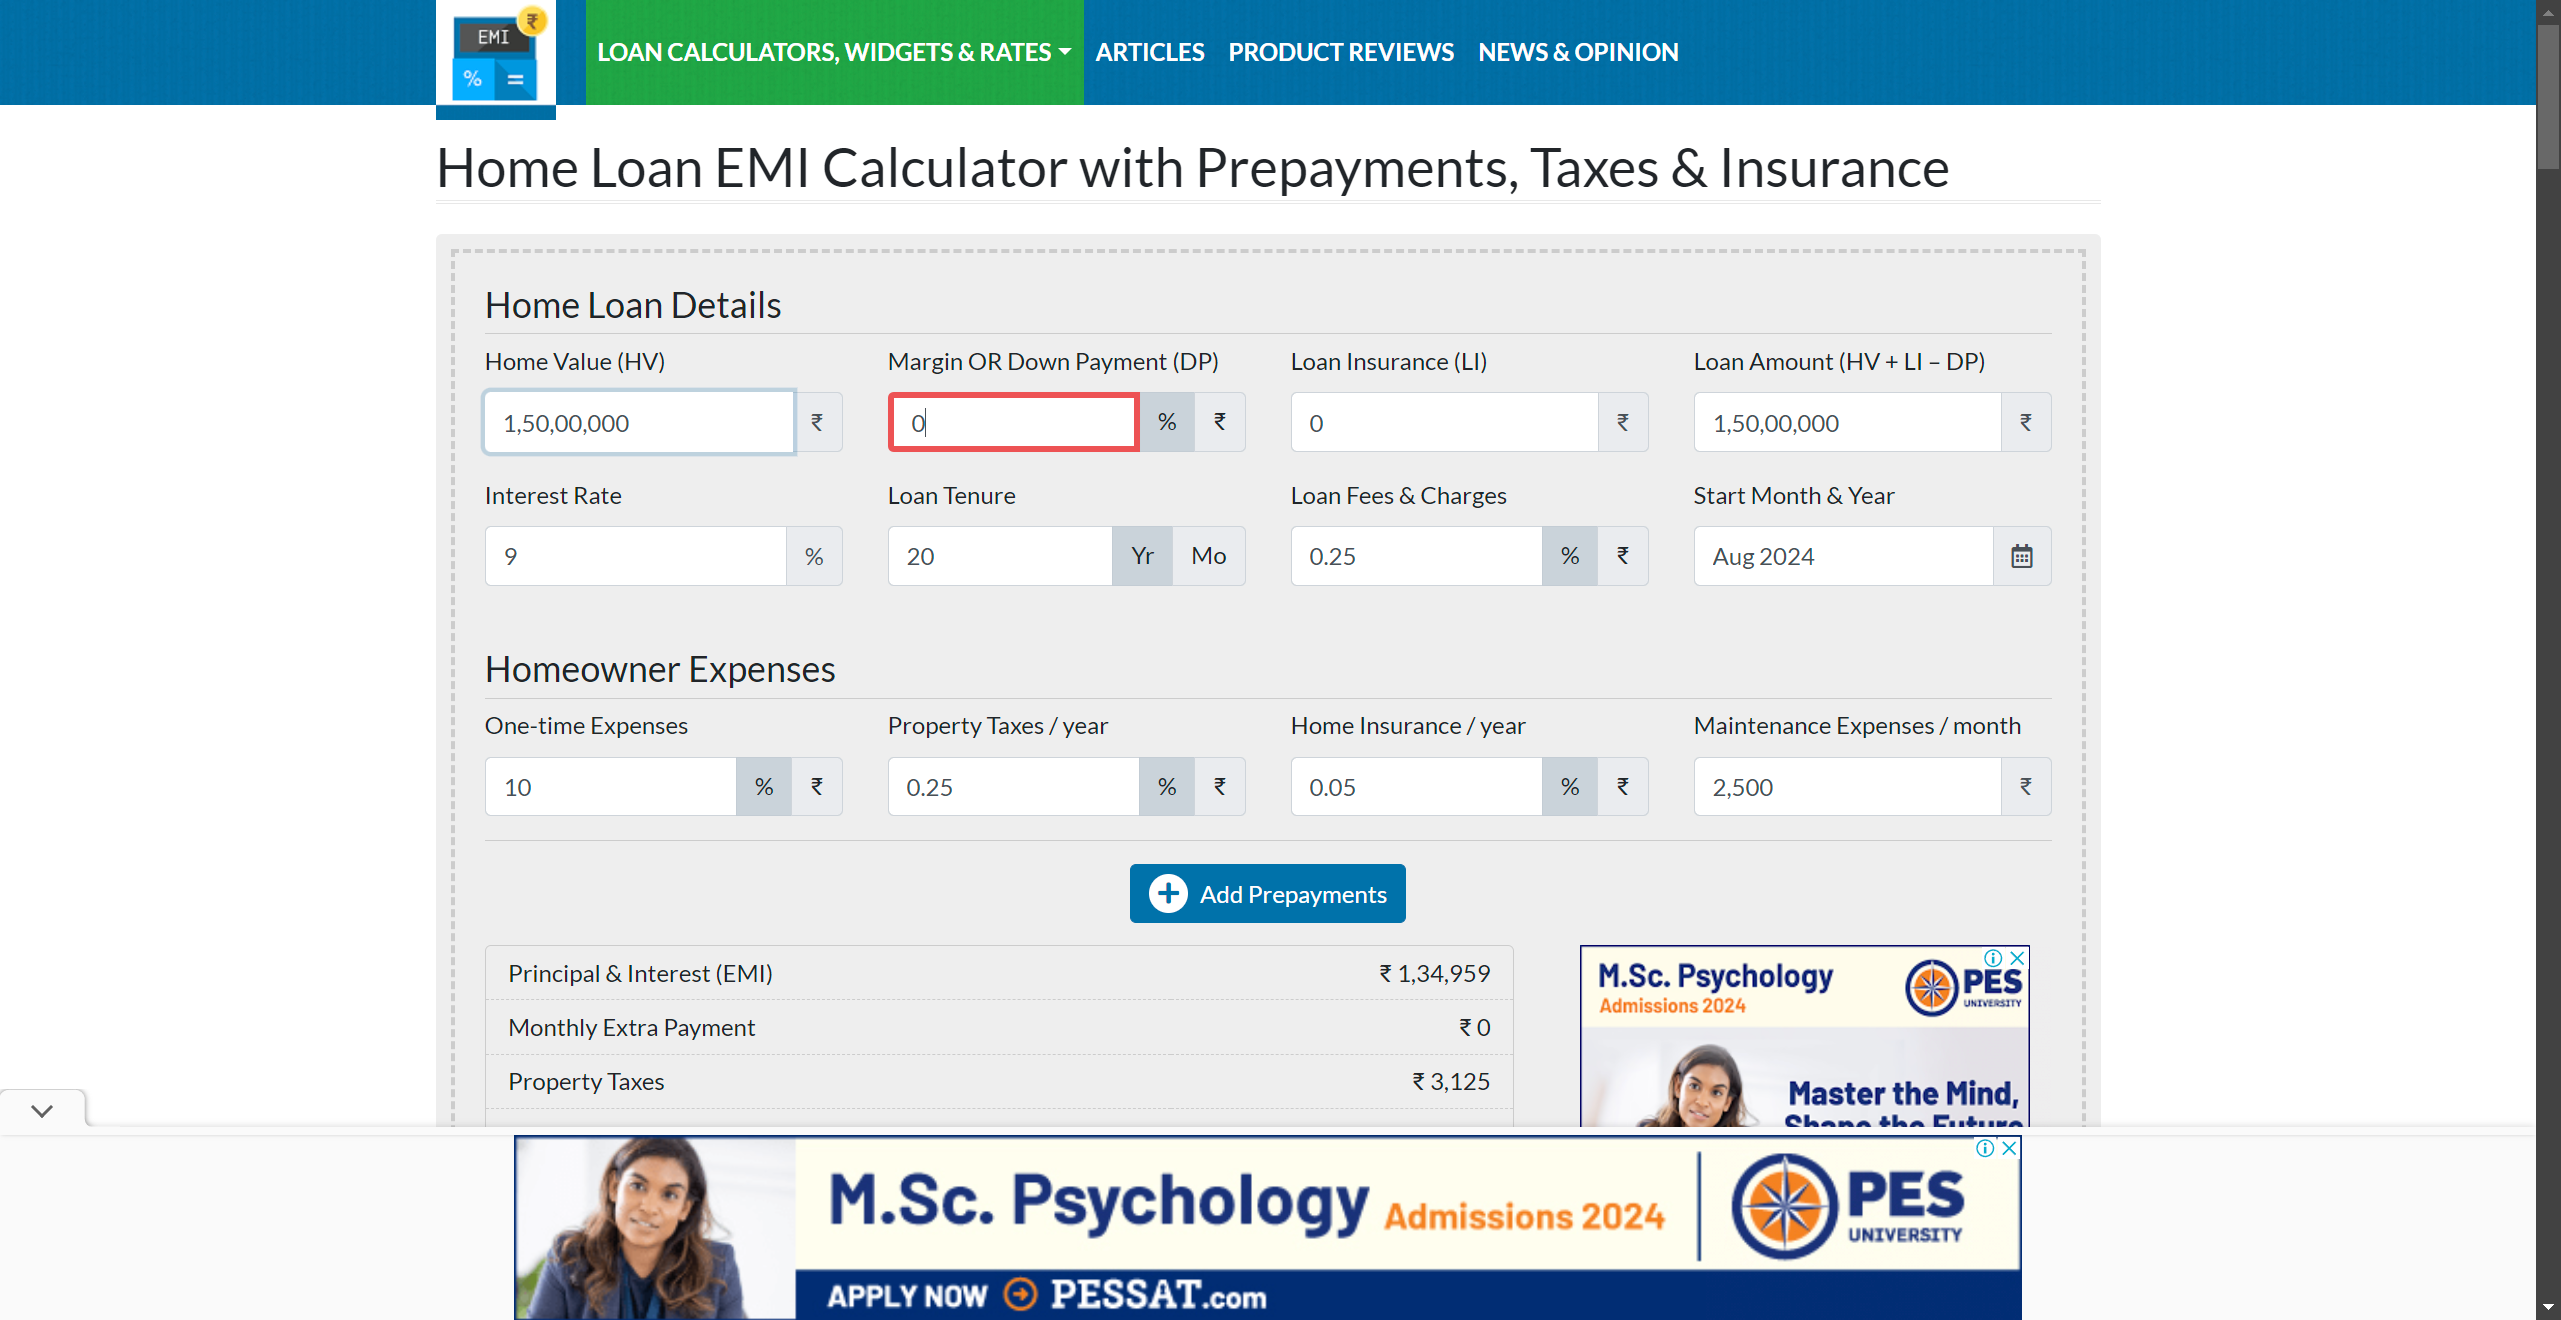 EMI
₹
%
=
LOAN CALCULATORS, WIDGETS & RATES
ARTICLES
PRODUCT REVIEWS
NEWS & OPINION
Home Loan EMI Calculator with Prepayments, Taxes & Insurance
Home Loan Details
Home Value (HV)
Margin OR Down Payment (DP)
Loan Insurance (LI)
Loan Amount (HV + LI – DP)
1,50,00,000 ₹
0 % ₹
0 ₹
1,50,00,000 ₹
Interest Rate
Loan Tenure
Loan Fees & Charges
Start Month & Year
9 %
20 Yr Mo
0.25 % ₹
Aug 2024
Homeowner Expenses
One-time Expenses
Property Taxes / year
Home Insurance / year
Maintenance Expenses / month
10 % ₹
0.25 % ₹
0.05 % ₹
2,500 ₹
Add Prepayments
Principal & Interest (EMI) ₹ 1,34,959
Monthly Extra Payment ₹ 0
Property Taxes ₹ 3,125
M.Sc. Psychology
Admissions 2024
PES
UNIVERSITY
Master the Mind,
Shape the Future
M.Sc. Psychology Admissions 2024
PES
UNIVERSITY
APPLY NOW PESSAT.com